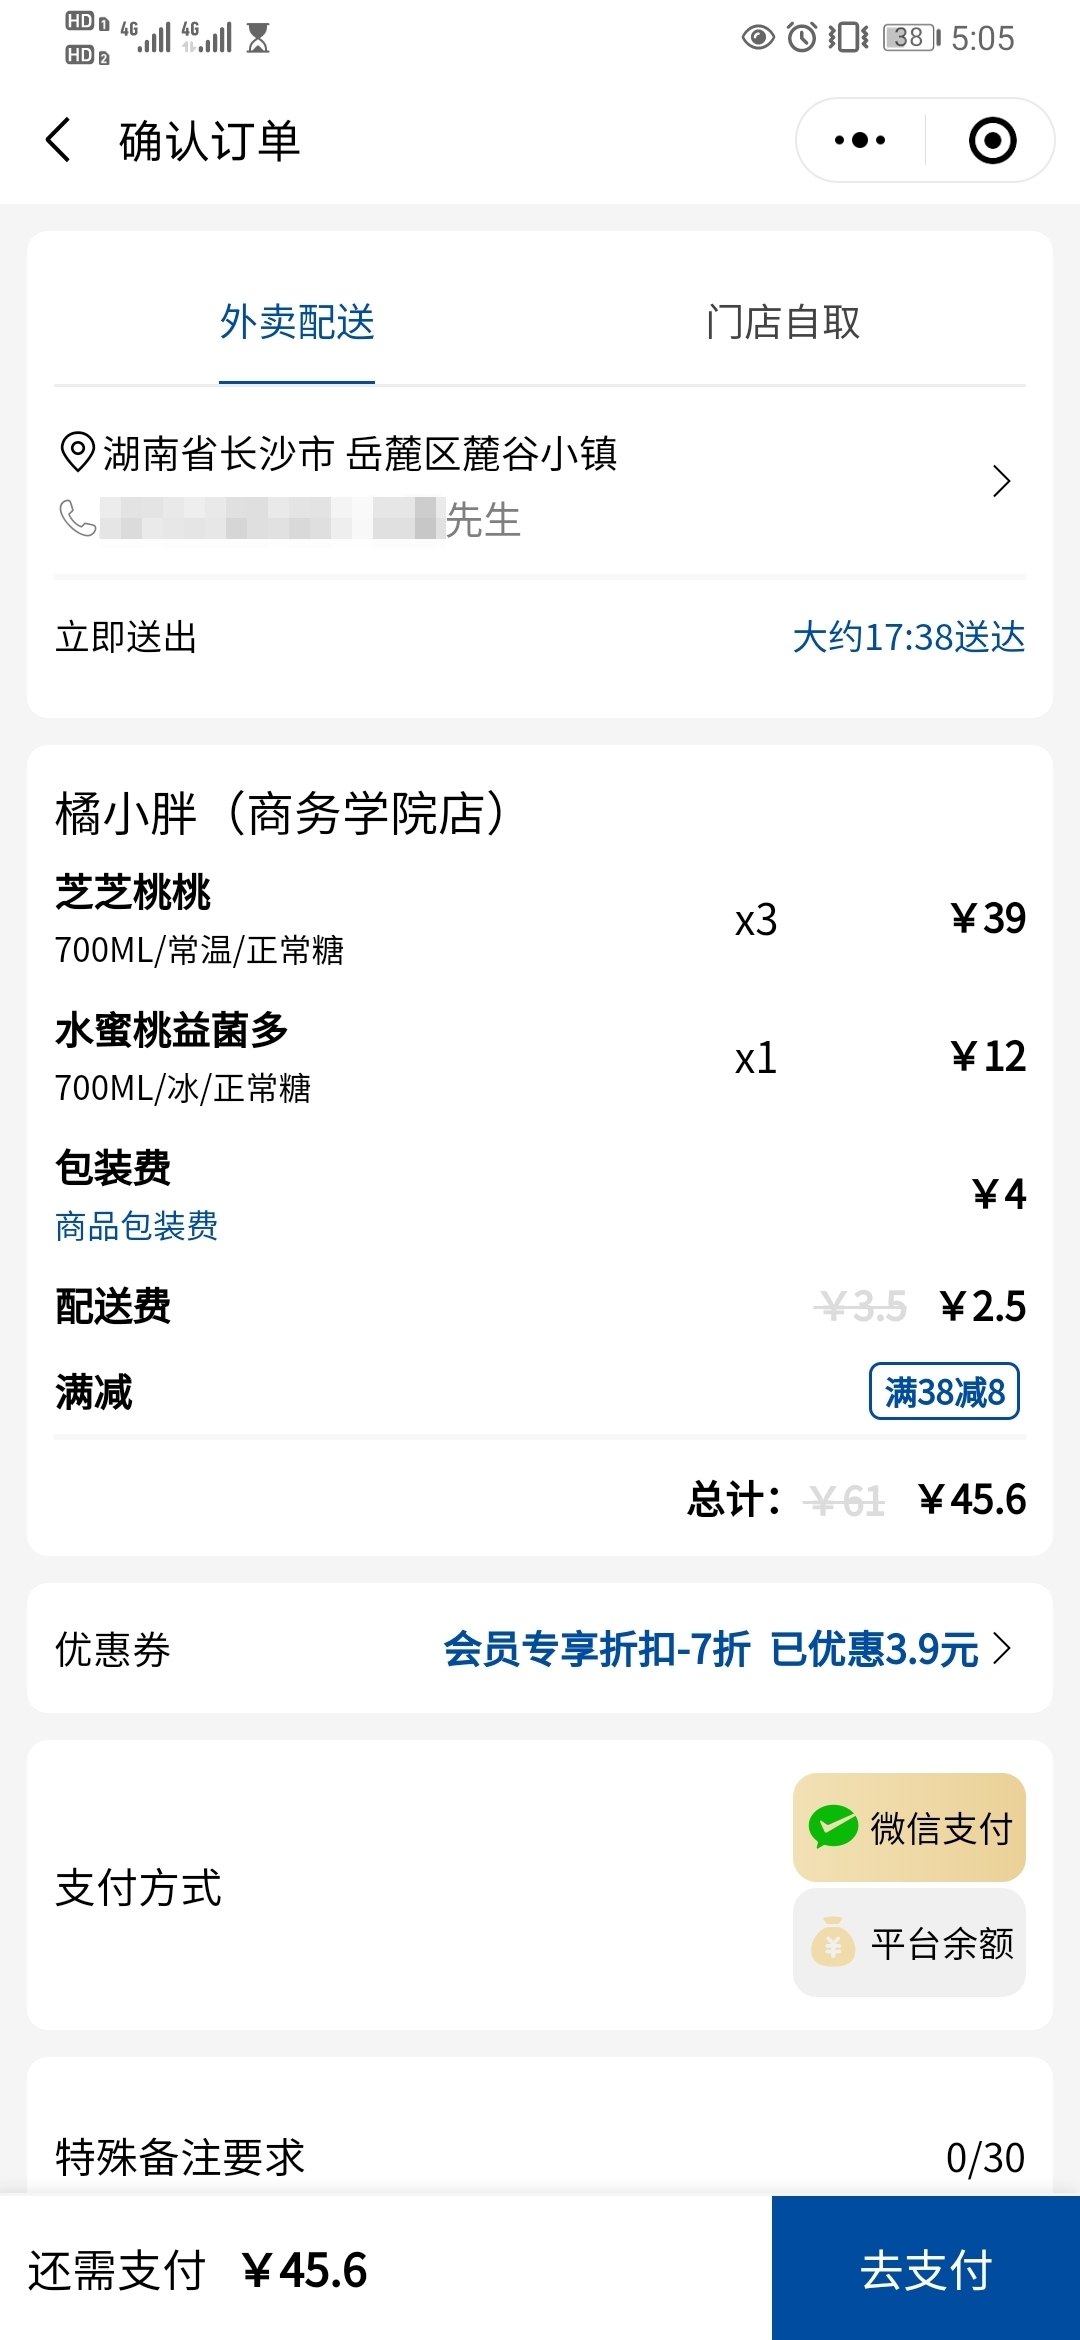 HD 1 4G 4G 38 5:05
HD 2
确认订单
外卖配送 门店自取
湖南省长沙市 岳麓区麓谷小镇
先生
立即送出 大约17:38送达
橘小胖（商务学院店）
芝芝桃桃
x3 ￥39
700ML/常温/正常糖
水蜜桃益菌多
x1 ￥12
700ML/冰/正常糖
包装费
￥4
商品包装费
配送费 ￥3.5 ￥2.5
满减 满38减8
总计： ￥61 ￥45.6
优惠券 会员专享折扣-7折 已优惠3.9元
微信支付
支付方式
平台余额
特殊备注要求 0/30
还需支付 ￥45.6 去支付